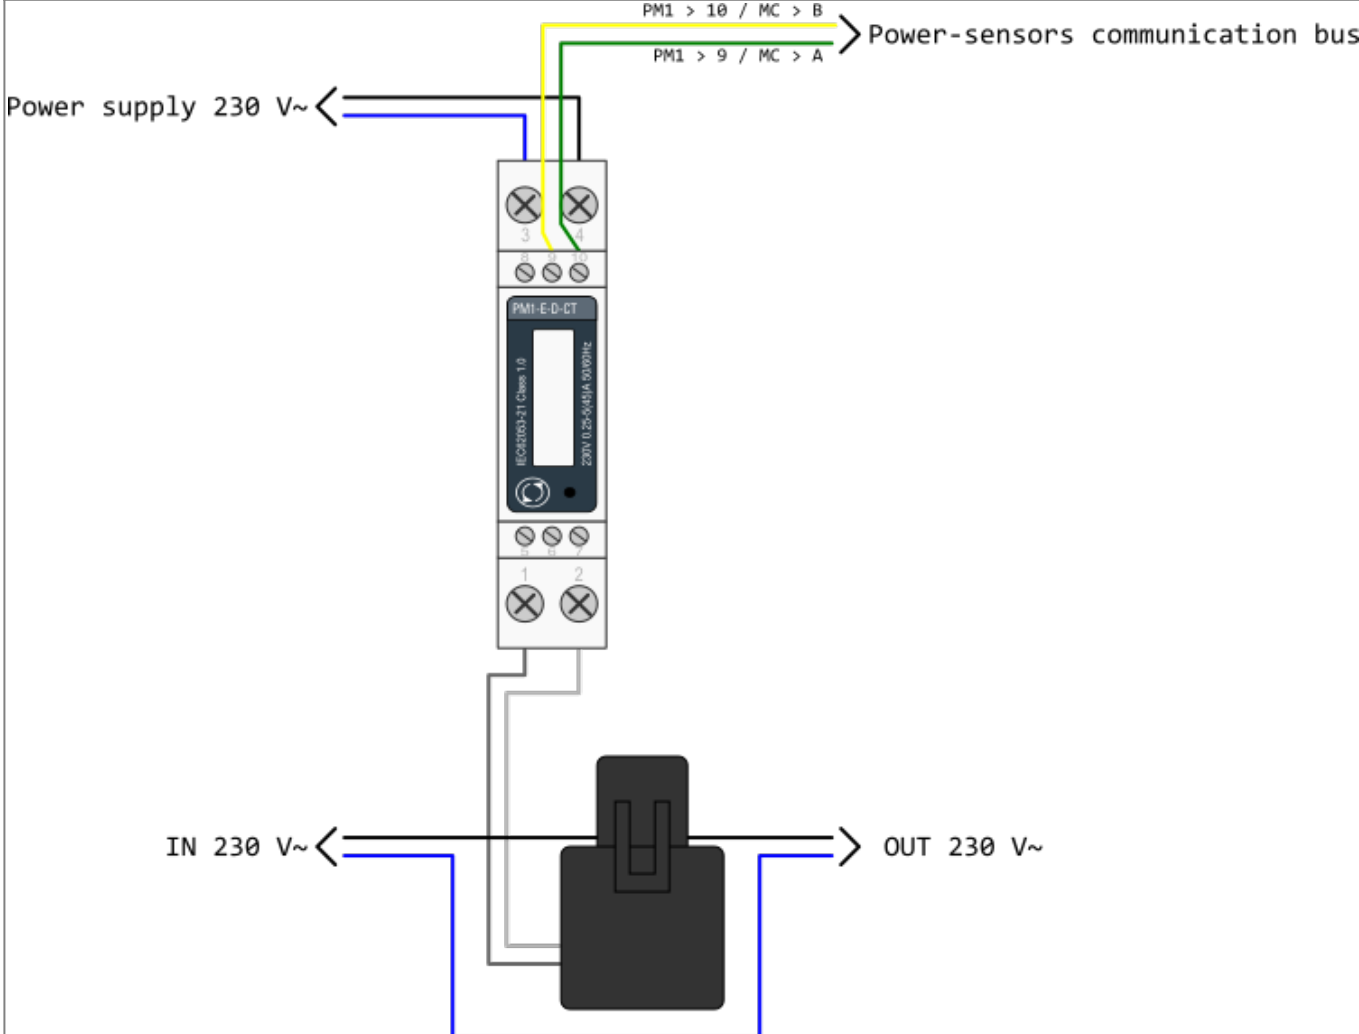 PM1 > 10 / MC > B
Power-sensors communication bus
PM1 > 9 / MC > A
Power supply 230 V~
3 4
8 9 10
PM1-E-D-CT
IEC62053-21 Class 1.0
230V 0.25-5(45)A 50/60Hz
5 6 7
1 2
IN 230 V~
OUT 230 V~